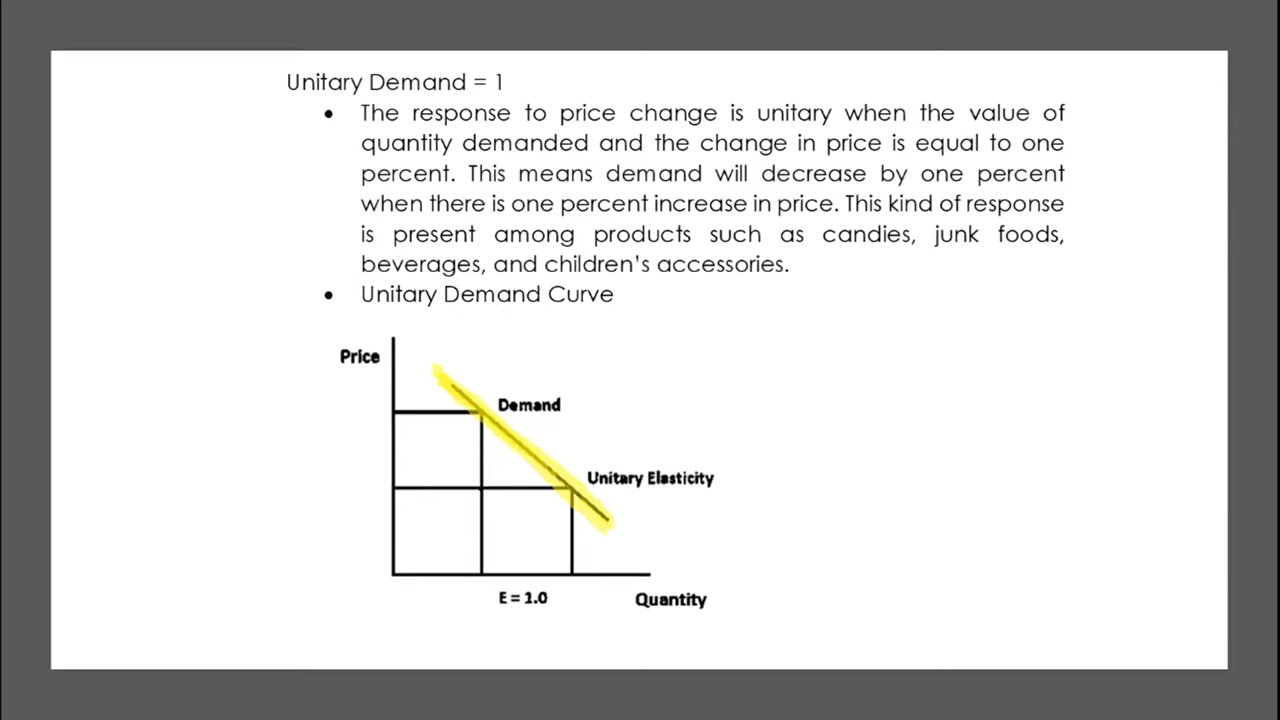 Unitary Demand = 1
• The response to price change is unitary when the value of
quantity demanded and the change in price is equal to one
percent. This means demand will decrease by one percent
when there is one percent increase in price. This kind of response
is present among products such as candies, junk foods,
beverages, and children's accessories.
• Unitary Demand Curve
Price
Demand
Unitary Elasticity
E = 1.0
Quantity